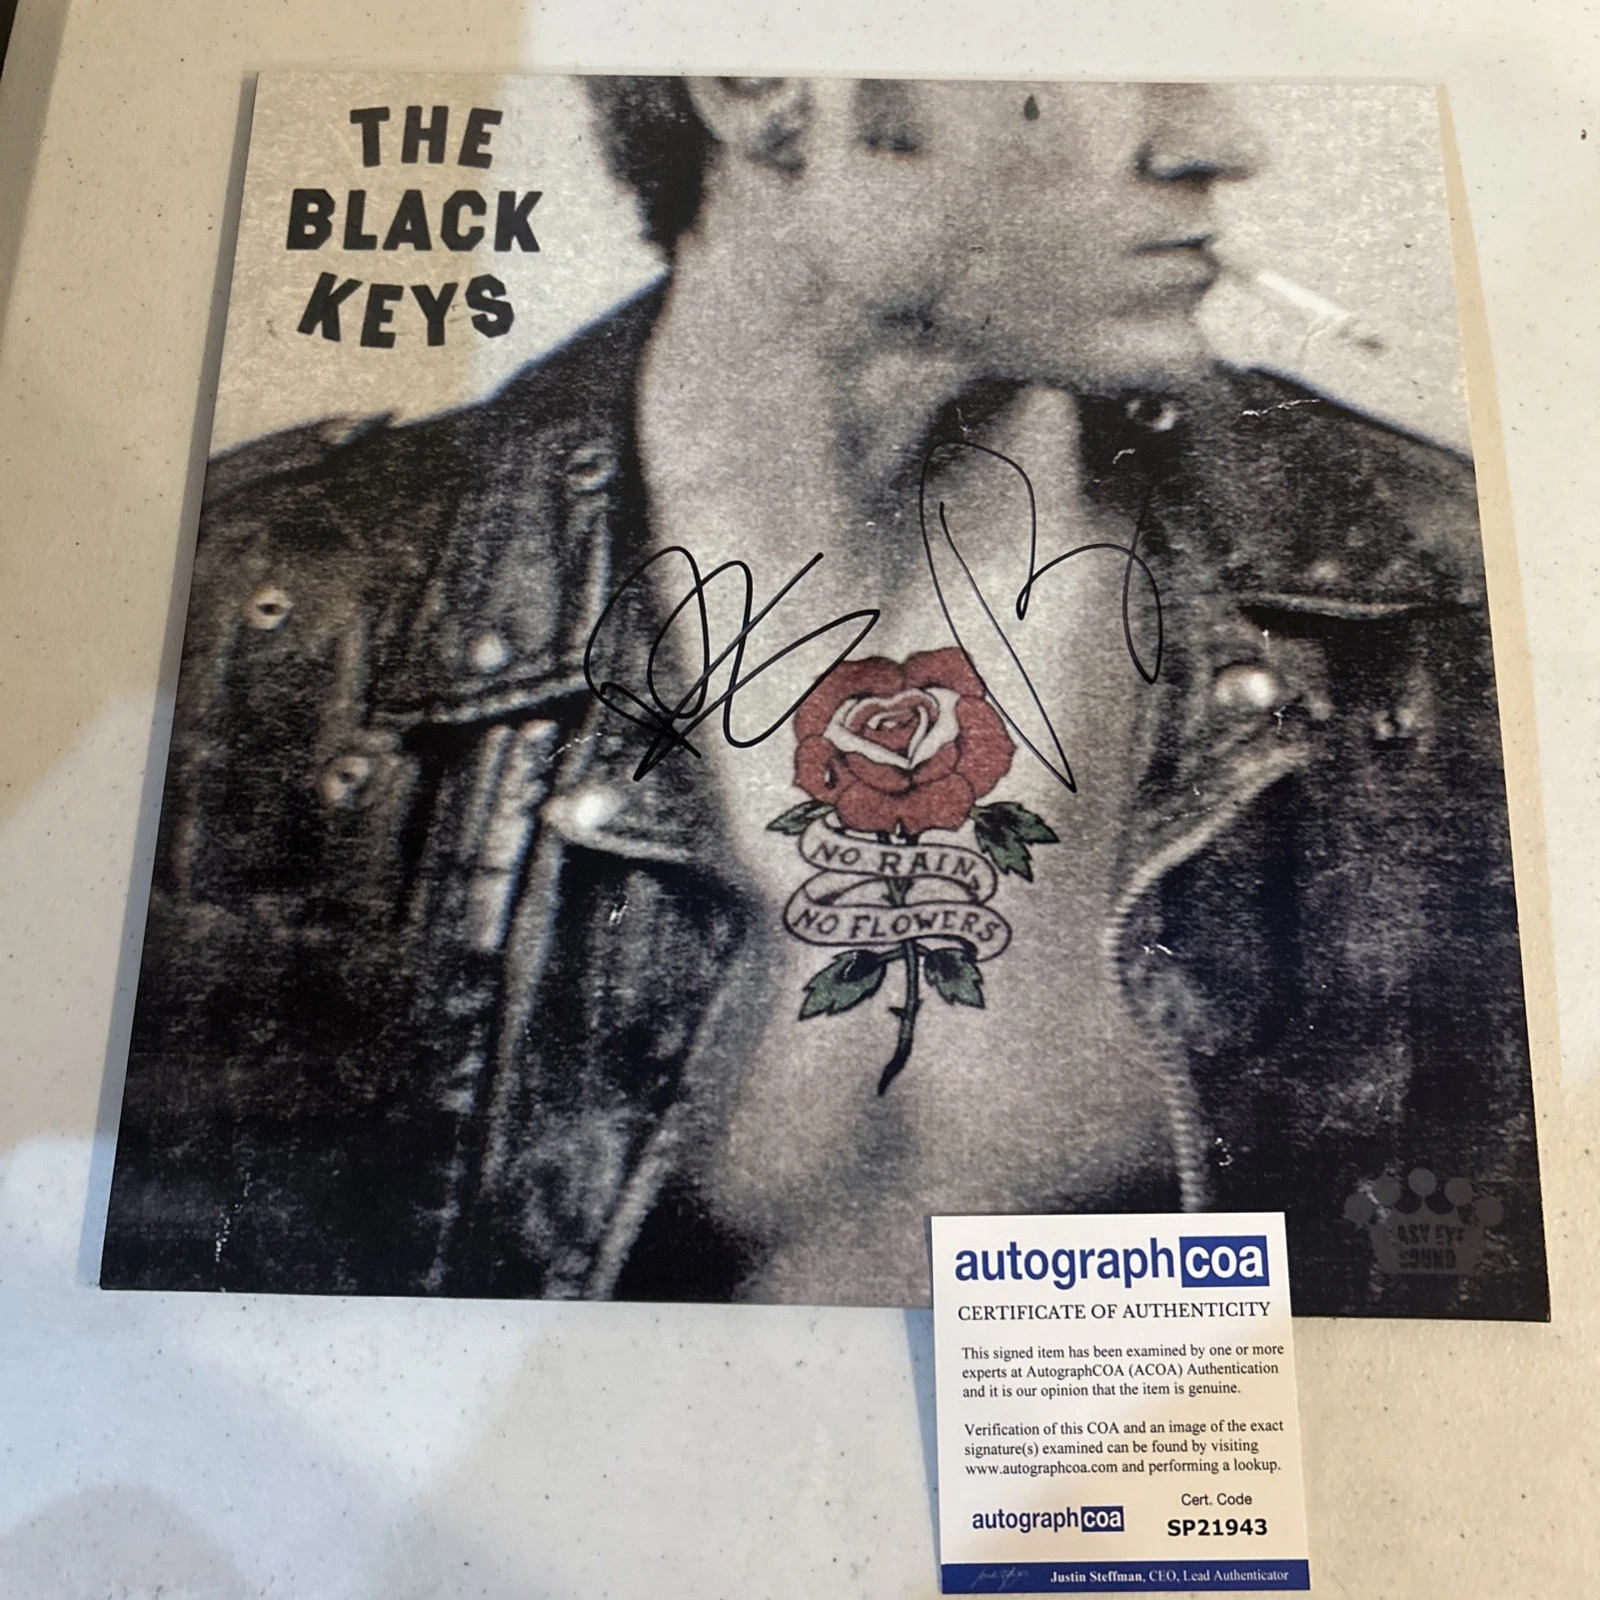 THE
BLACK
KEYS
NO RAIN,
NO FLOWERS
SOUND
autographcoa
CERTIFICATE OF AUTHENTICITY
This signed item has been examined by one or more
experts at AutographCOA (ACOA) Authentication
and it is our opinion that the item is genuine.
Verification of this COA and an image of the exact
signature(s) examined can be found by visiting
www.autographcoa.com and performing a lookup.
Cert. Code
autographcoa
SP21943
Justin Steffman, CEO, Lead Authenticator